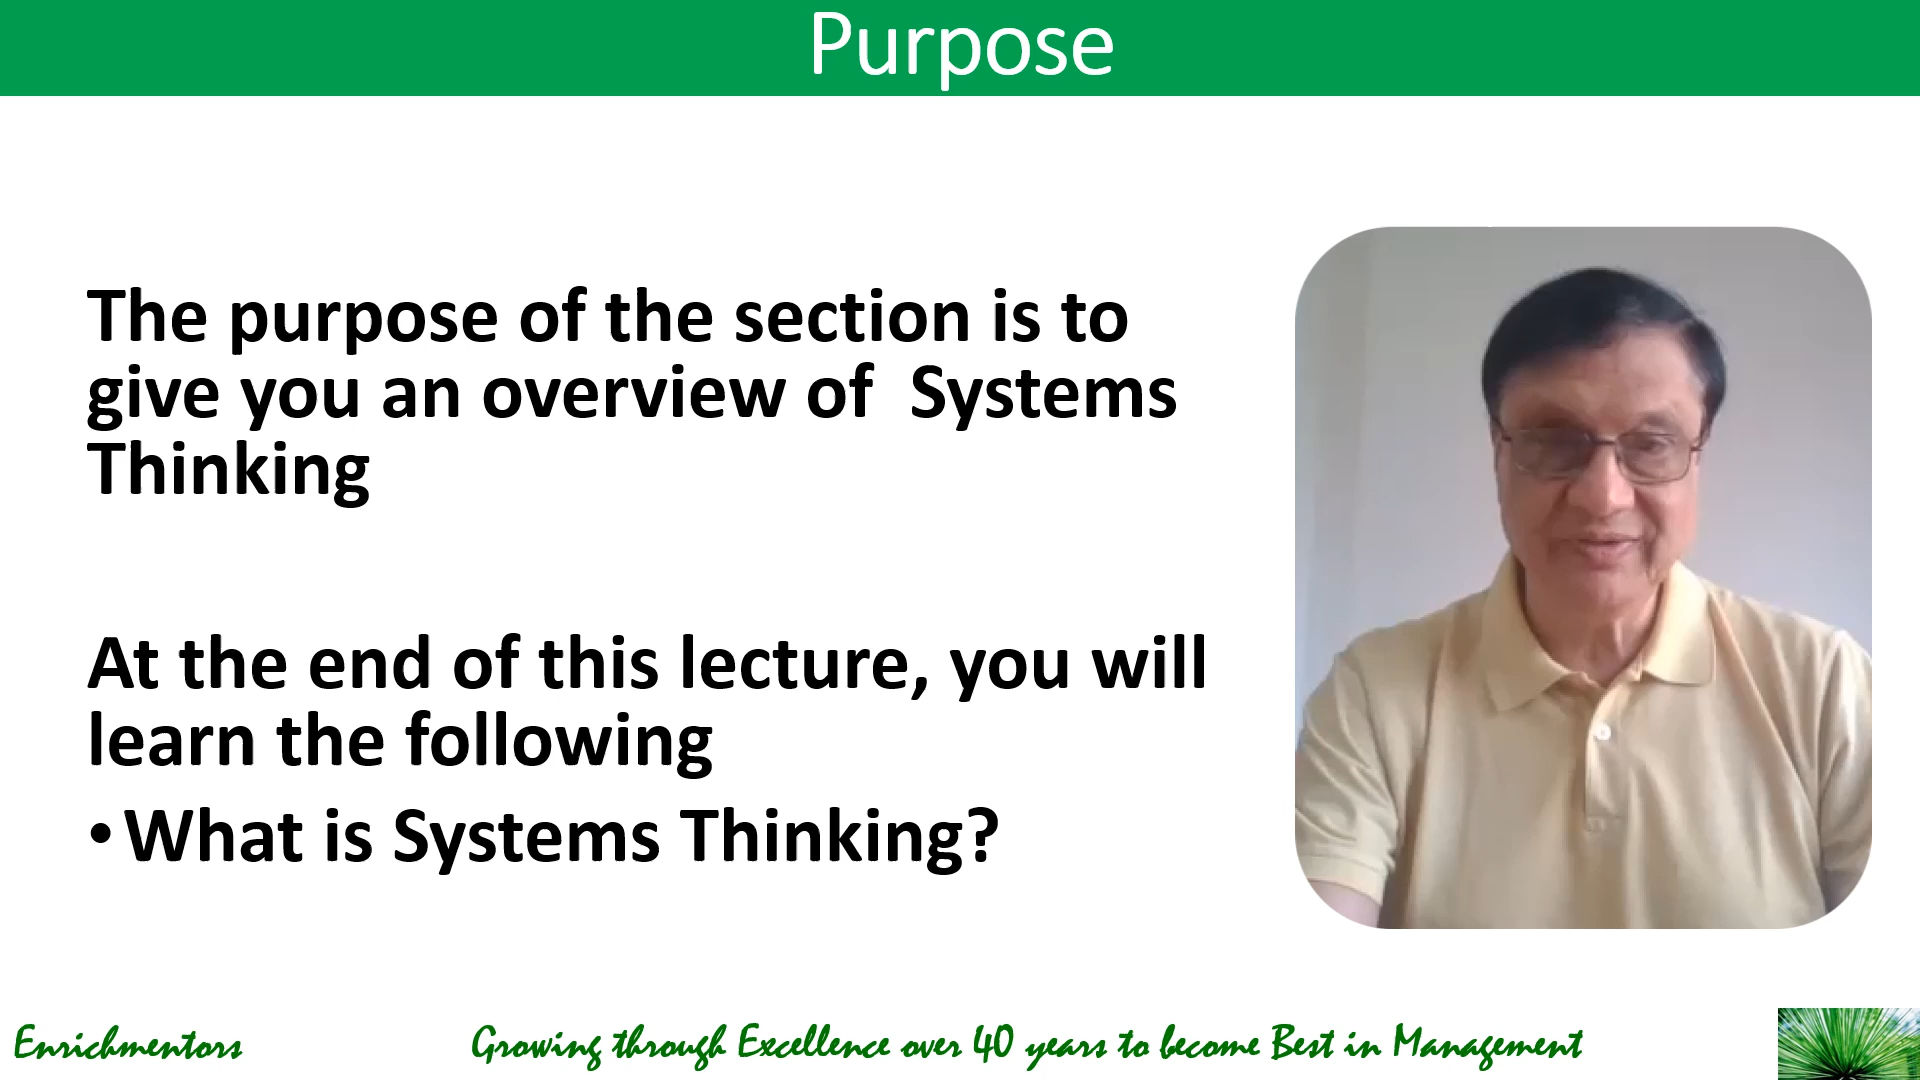 Purpose
The purpose of the section is to
give you an overview of  Systems
Thinking
At the end of this lecture, you will
learn the following
• What is Systems Thinking?
Enrichmentors
Growing through Excellence over 40 years to become Best in Management